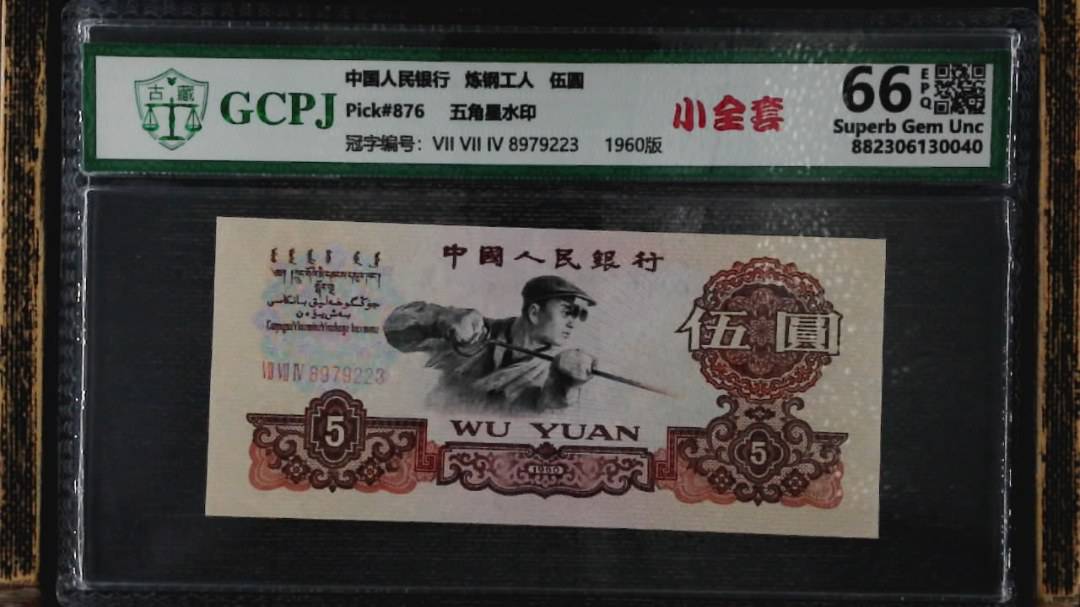 古藏
GCPJ
中国人民银行 炼钢工人 伍圆
Pick#876 五角星水印
冠字编号: VII VII IV 8979223 1960版
小全套
66 EPQ
Superb Gem Unc
882306130040
中國人民銀行
VII VII IV 8979223
伍圓
5
WU YUAN
1960
5